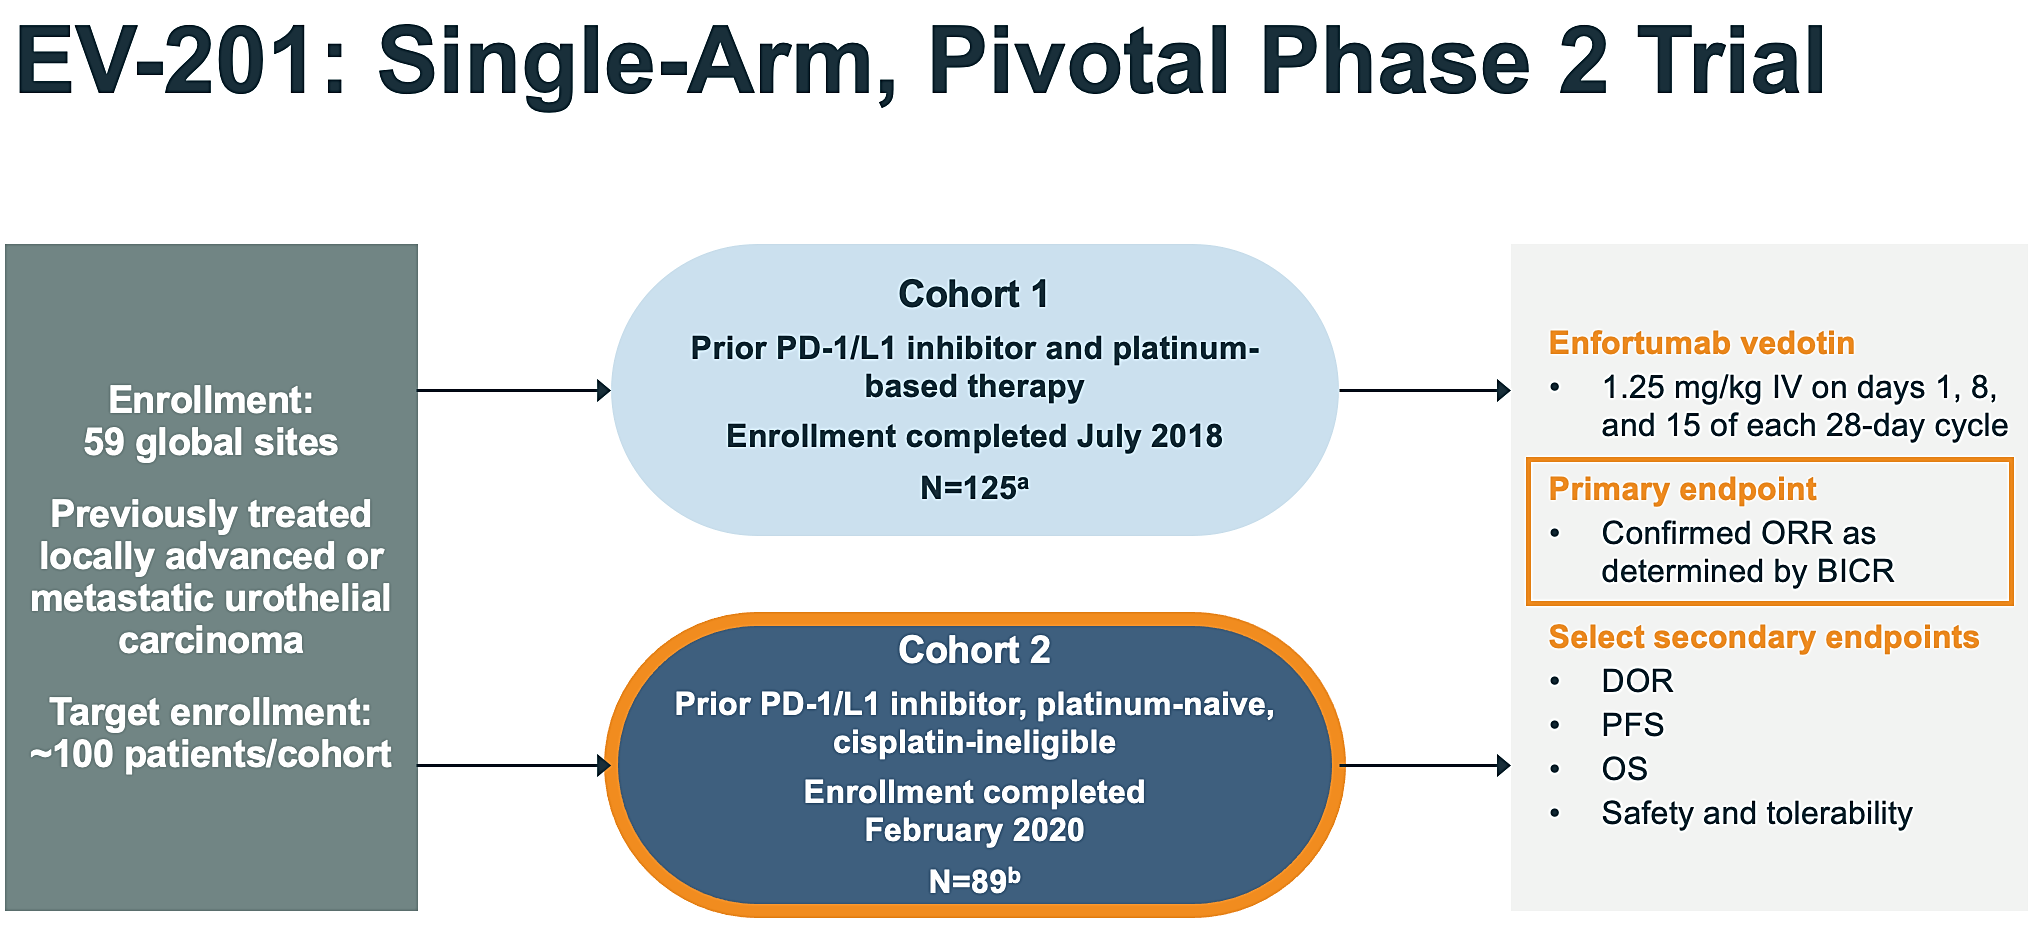 EV-201: Single-Arm, Pivotal Phase 2 Trial
Enrollment:
59 global sites
Previously treated
locally advanced or
metastatic urothelial
carcinoma
Target enrollment:
~100 patients/cohort
Cohort 1
Prior PD-1/L1 inhibitor and platinum-
based therapy
Enrollment completed July 2018
N=125ᵃ
Cohort 2
Prior PD-1/L1 inhibitor, platinum-naive,
cisplatin-ineligible
Enrollment completed
February 2020
N=89ᵇ
Enfortumab vedotin
• 1.25 mg/kg IV on days 1, 8,
and 15 of each 28-day cycle
Primary endpoint
• Confirmed ORR as
determined by BICR
Select secondary endpoints
• DOR
• PFS
• OS
• Safety and tolerability